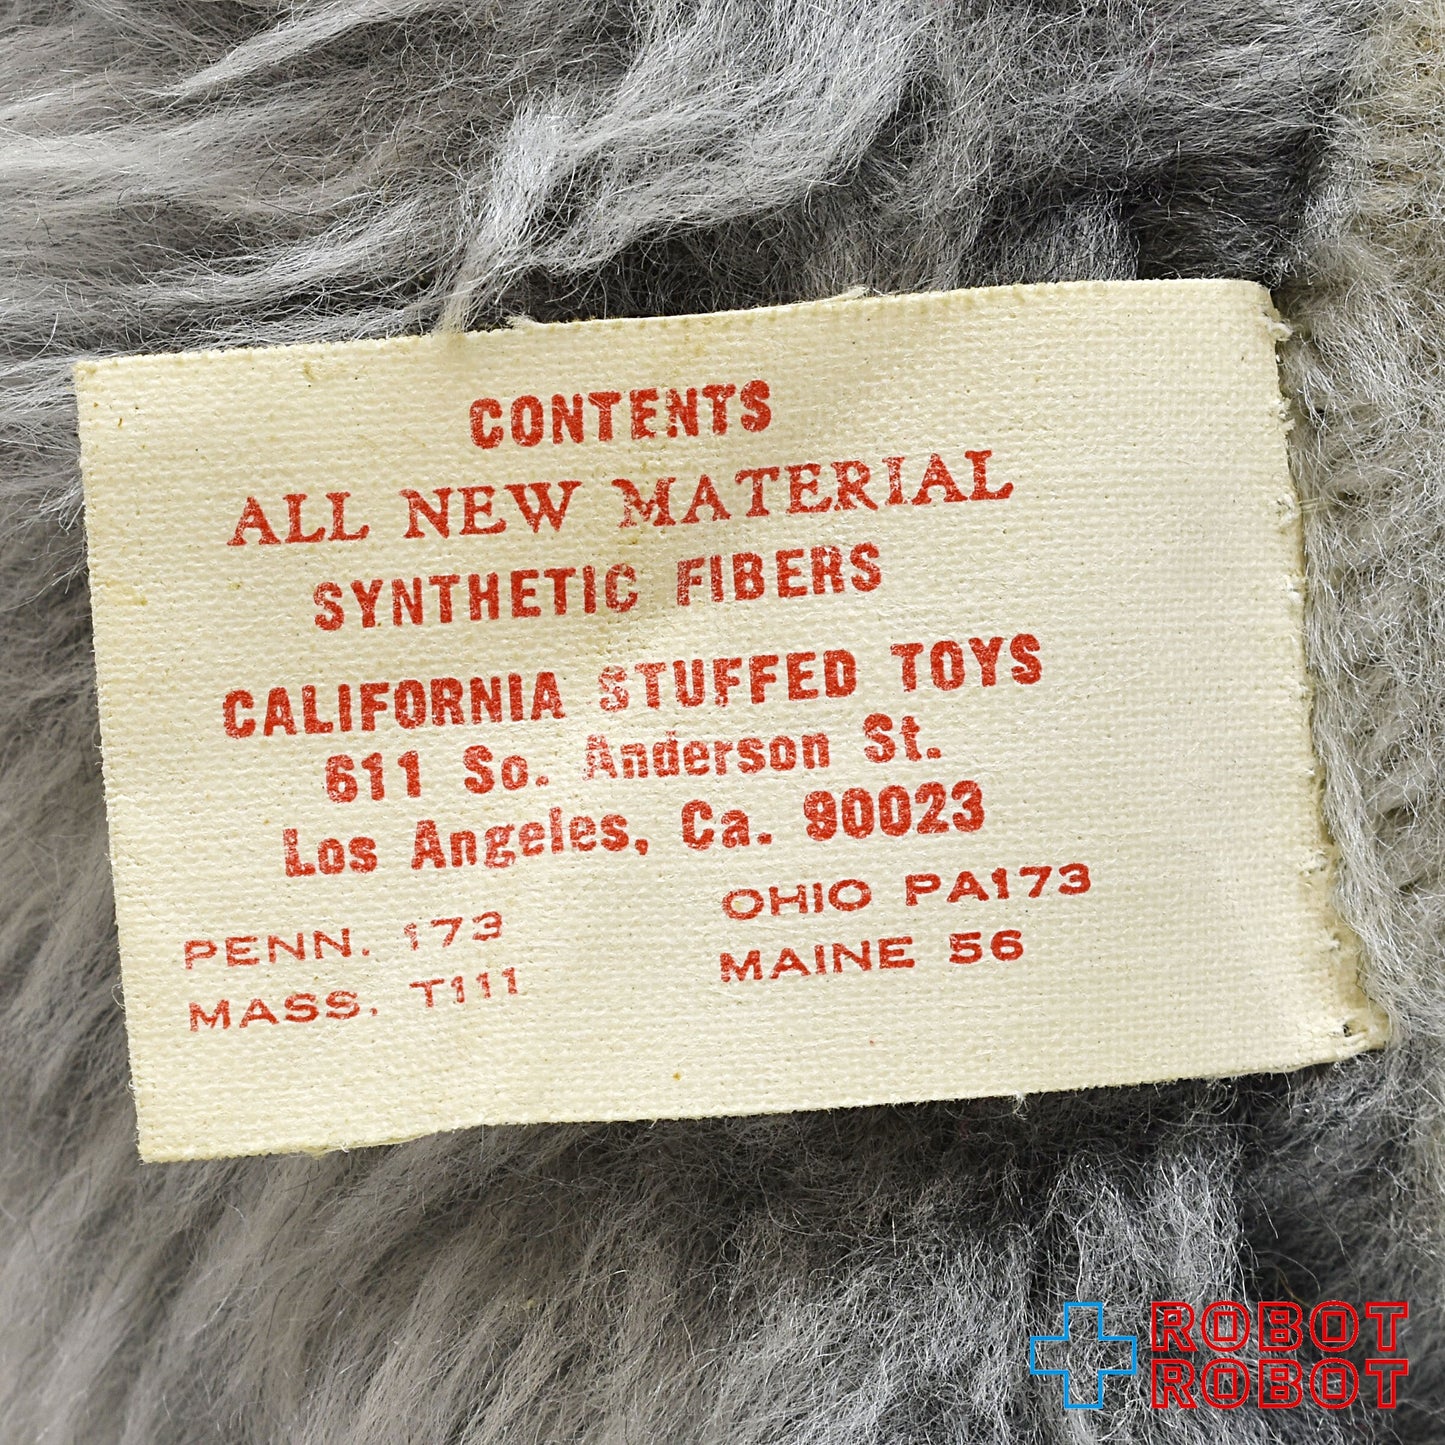 CONTENTS
ALL NEW MATERIAL
SYNTHETIC FIBERS
CALIFORNIA STUFFED TOYS
611 So. Anderson St.
Los Angeles, Ca. 90023
PENN. 173
MASS. T111
OHIO PA173
MAINE 56
ROBOT
ROBOT